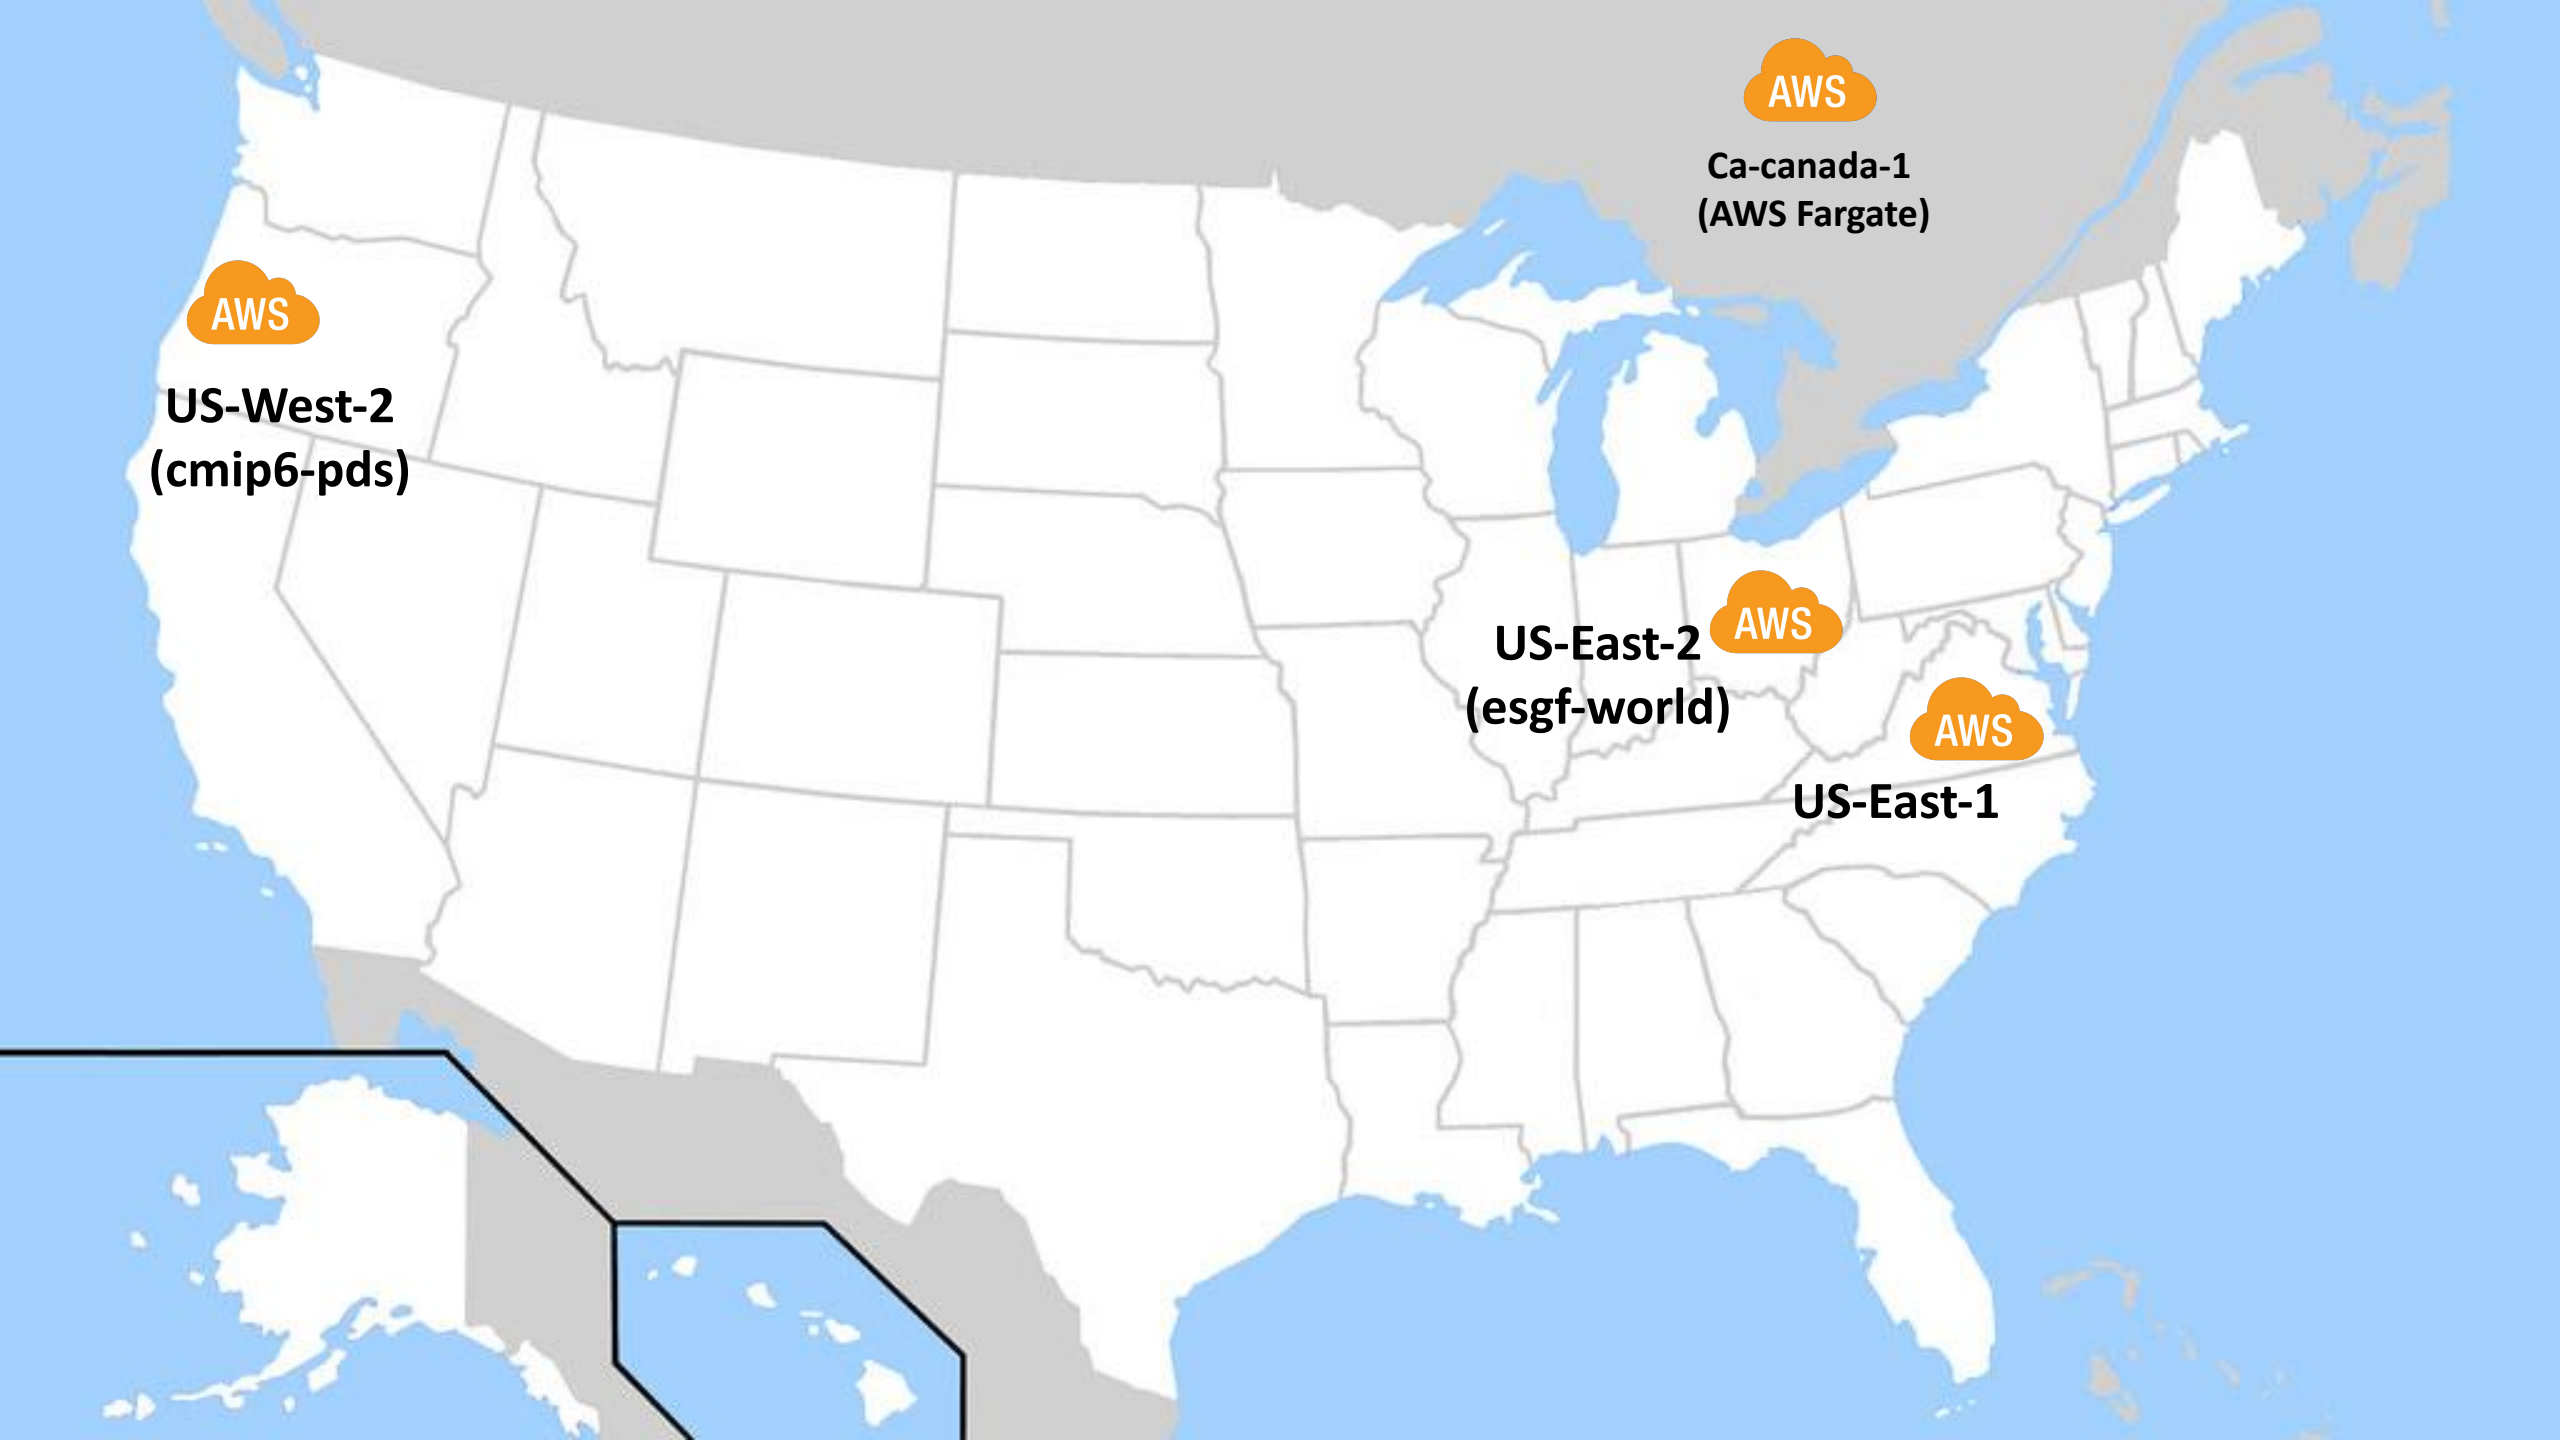 AWS
Ca-canada-1
(AWS Fargate)
AWS
US-West-2
(cmip6-pds)
AWS
US-East-2
(esgf-world)
AWS
US-East-1